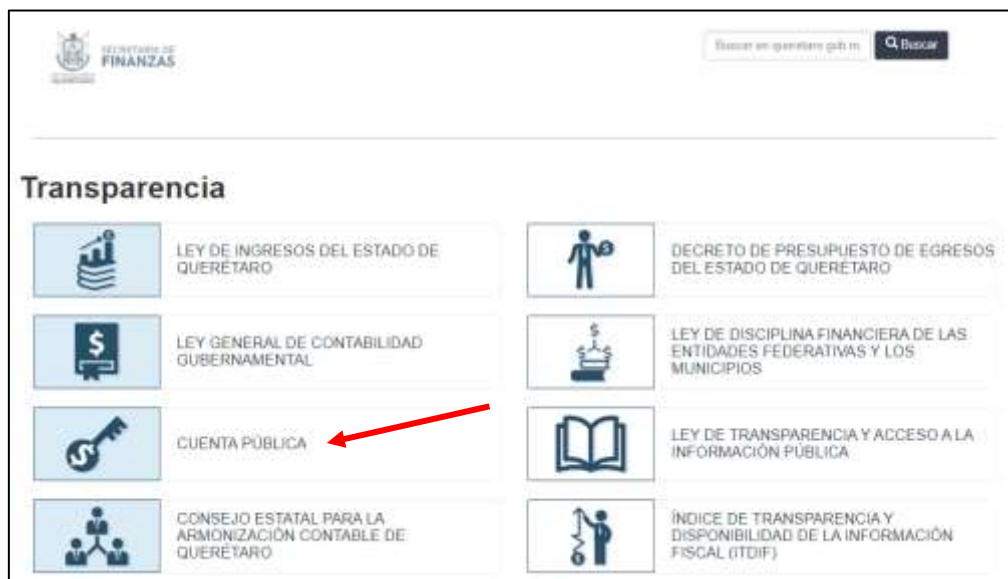 SECRETARÍA DE
FINANZAS
Buscar
Transparencia
LEY DE INGRESOS DEL ESTADO DE
QUERÉTARO
DECRETO DE PRESUPUESTO DE EGRESOS
DEL ESTADO DE QUERÉTARO
LEY GENERAL DE CONTABILIDAD
GUBERNAMENTAL
LEY DE DISCIPLINA FINANCIERA DE LAS
ENTIDADES FEDERATIVAS Y LOS
MUNICIPIOS
CUENTA PÚBLICA
LEY DE TRANSPARENCIA Y ACCESO A LA
INFORMACIÓN PÚBLICA
CONSEJO ESTATAL PARA LA
ARMONIZACIÓN CONTABLE DE
QUERÉTARO
ÍNDICE DE TRANSPARENCIA Y
DISPONIBILIDAD DE LA INFORMACIÓN
FISCAL (ITDIF)